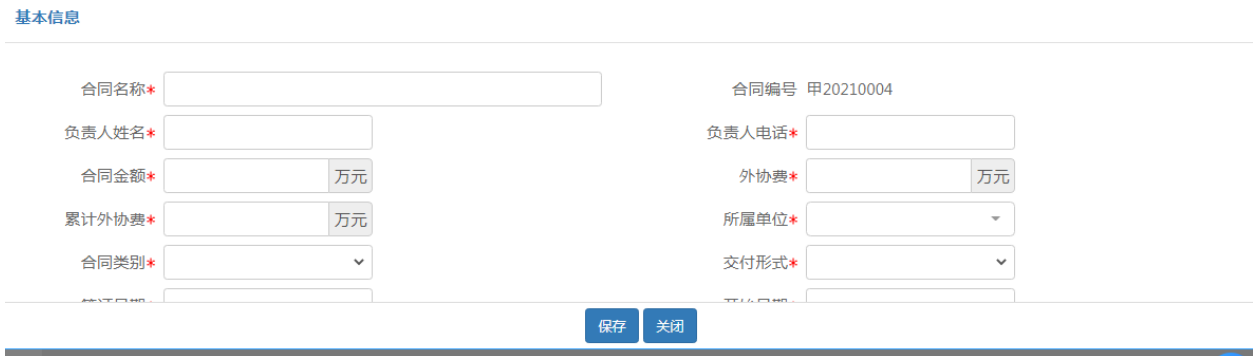 基本信息
合同名称* 合同编号 甲20210004
负责人姓名* 负责人电话*
合同金额* 万元 外协费* 万元
累计外协费* 万元 所属单位*
合同类别* 交付形式*
保存 关闭